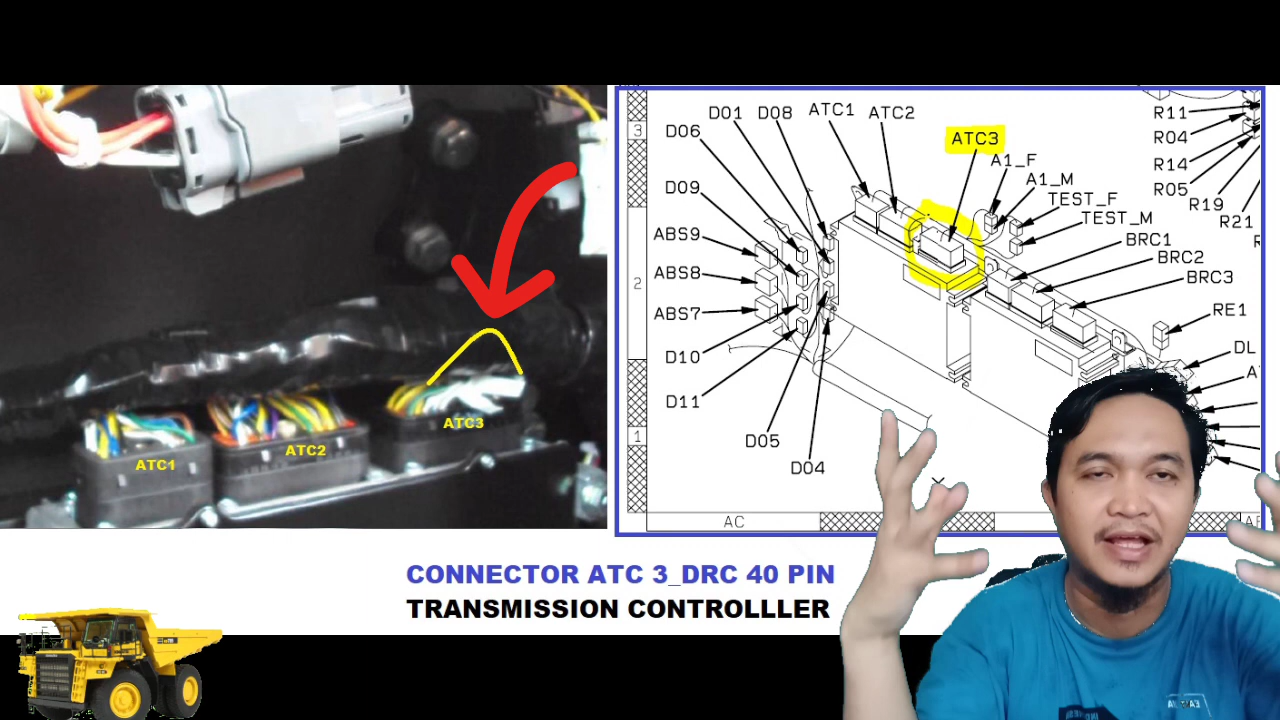 ATC1
ATC2
ATC3
3
2
1
D01
D08
ATC1
ATC2
D06
ATC3
D09
A1_F
A1_M
TEST_F
TEST_M
ABS9
ABS8
ABS7
BRC1
BRC2
BRC3
D10
D11
D05
D04
R11
R04
R14
R05
R19
R21
RE1
DL
AC
CONNECTOR ATC 3_DRC 40 PIN
TRANSMISSION CONTROLLLER